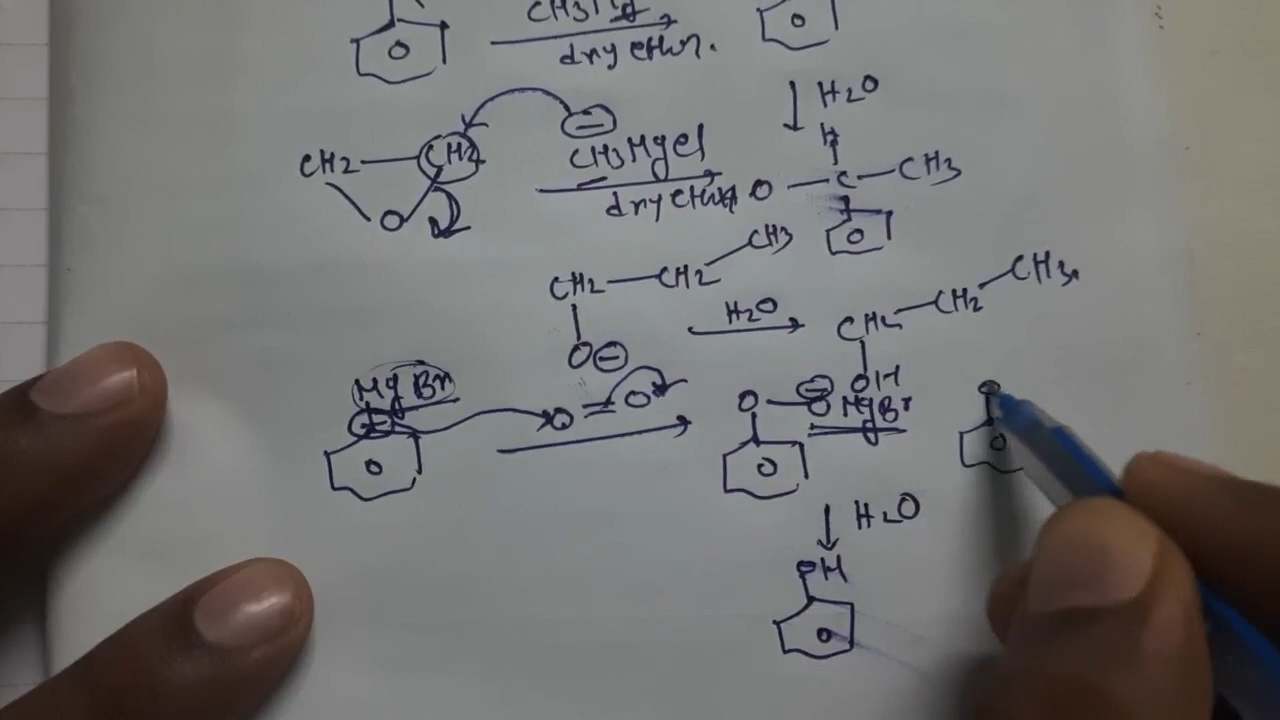 dry ether.
H2O
H
CH2 CH2 CH3MgCl O C CH3
O dry ether
CH2 CH2 CH3
H2O CH2 CH2 CH3.
O
OH
MgBr O O O O MgBr
H2O
OH